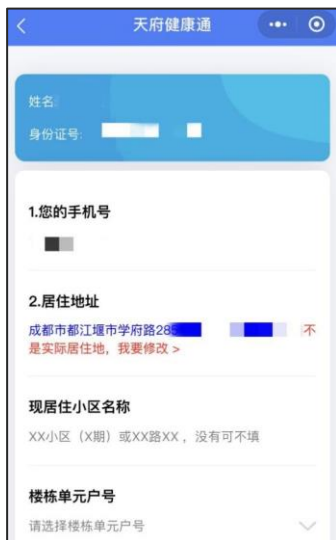 天府健康通
姓名
身份证号:
1.您的手机号
2.居住地址
成都市都江堰市学府路285 不
是实际居住地，我要修改 >
现居住小区名称
XX小区（X期）或XX路XX，没有可不填
楼栋单元户号
请选择楼栋单元户号